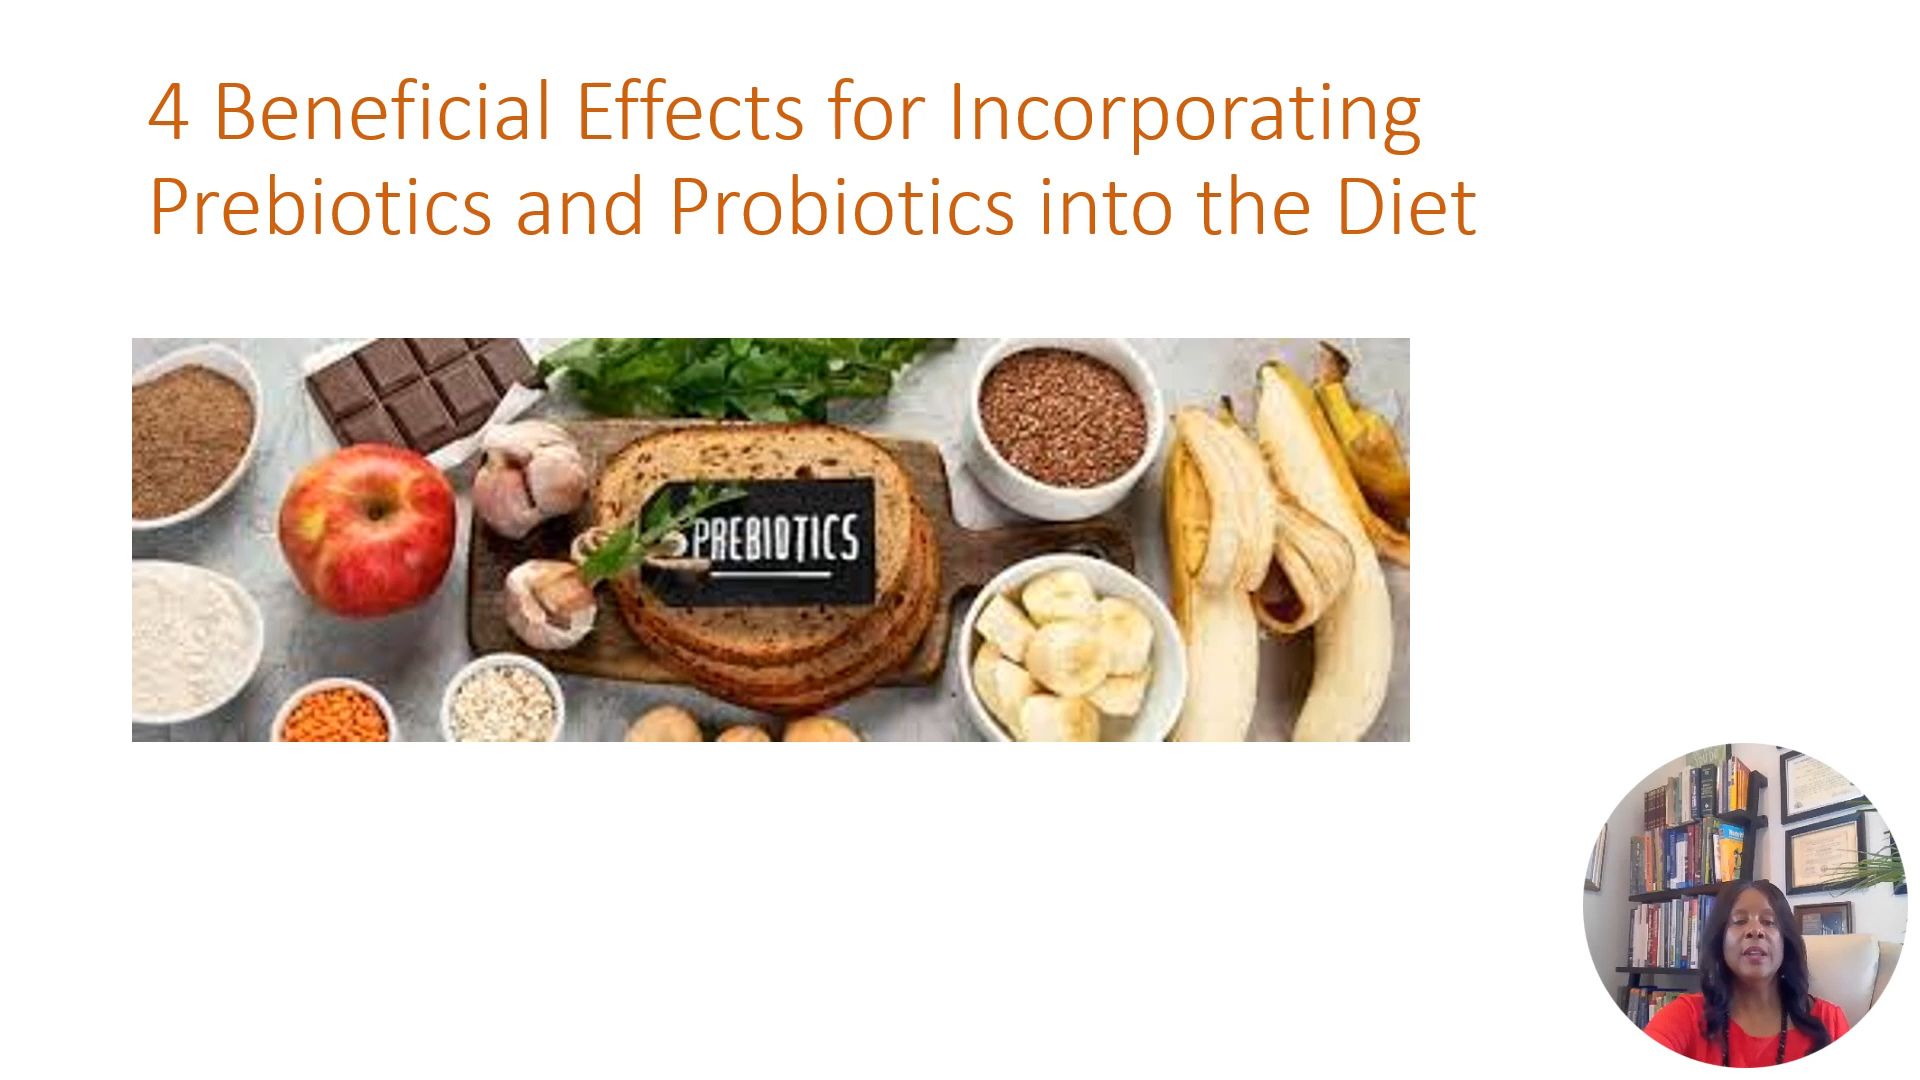 4 Beneficial Effects for Incorporating
Prebiotics and Probiotics into the Diet
PREBIOTICS